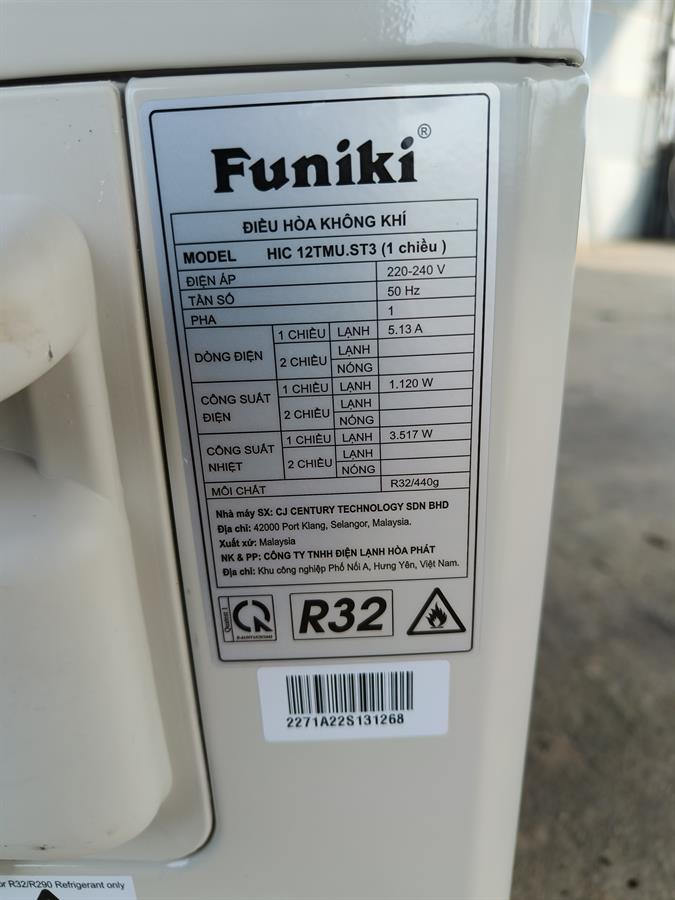 Funiki®
ĐIỀU HÒA KHÔNG KHÍ
MODEL HIC 12TMU.ST3 (1 chiều )
ĐIỆN ÁP 220-240 V
TẦN SỐ 50 Hz
PHA 1
DÒNG ĐIỆN 1 CHIỀU LẠNH 5.13 A
2 CHIỀU LẠNH
NÓNG
CÔNG SUẤT ĐIỆN 1 CHIỀU LẠNH 1.120 W
2 CHIỀU LẠNH
NÓNG
CÔNG SUẤT NHIỆT 1 CHIỀU LẠNH 3.517 W
2 CHIỀU LẠNH
NÓNG
MÔI CHẤT R32/440g
Nhà máy SX: CJ CENTURY TECHNOLOGY SDN BHD
Địa chỉ: 42000 Port Klang, Selangor, Malaysia.
Xuất xứ: Malaysia
NK & PP: CÔNG TY TNHH ĐIỆN LẠNH HÒA PHÁT
Địa chỉ: Khu công nghiệp Phố Nối A, Hưng Yên, Việt Nam.
Quatest 1
R32
2271A22S131268
or R32/R290 Refrigerant only